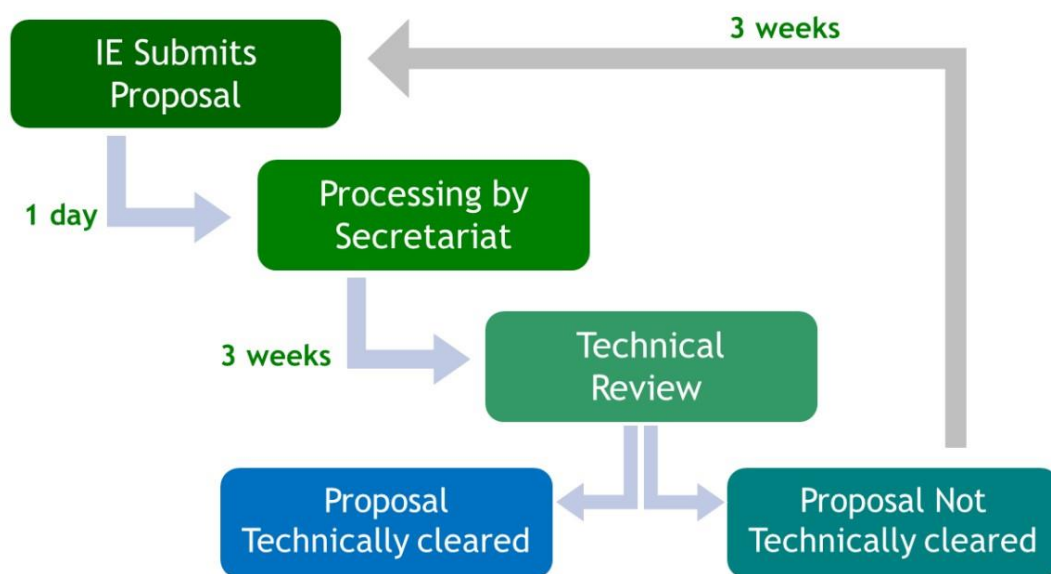 3 weeks
IE Submits
Proposal
1 day
Processing by
Secretariat
3 weeks
Technical
Review
Proposal
Technically cleared
Proposal Not
Technically cleared